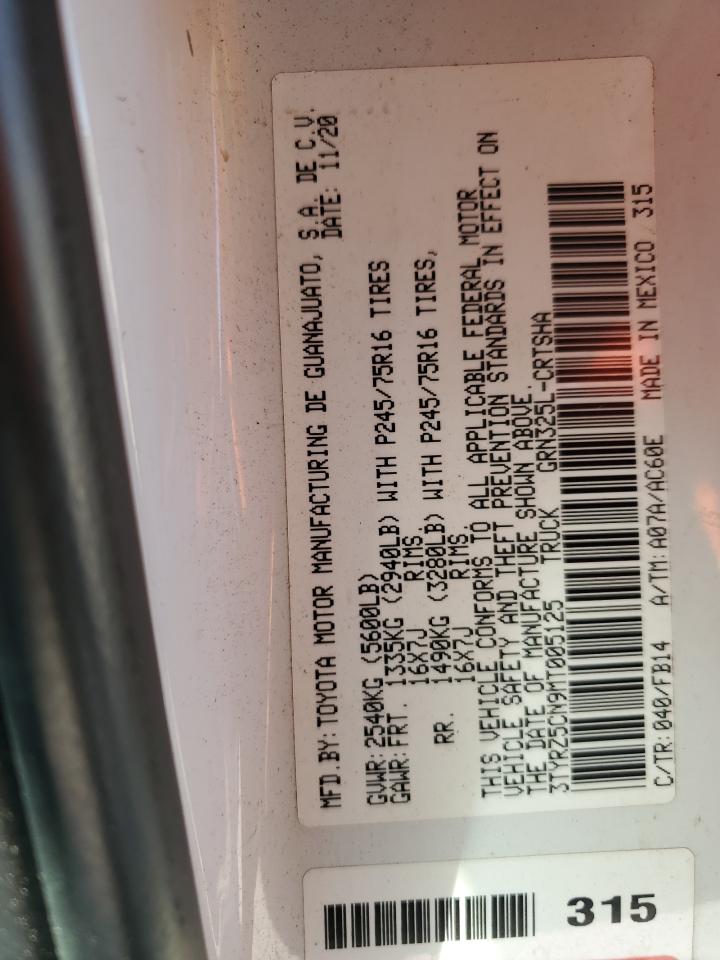 MFD.BY: TOYOTA MOTOR MANUFACTURING DE GUANAJUATO, S.A. DE C.V.
DATE: 11/20
GVWR: 2540KG (5600LB)
GAWR: FRT. 1335KG (2940LB) WITH P245/75R16 TIRES
16X7J RIMS.
RR. 1490KG (3280LB) WITH P245/75R16 TIRES,
16X7J RIMS.
THIS VEHICLE CONFORMS TO ALL APPLICABLE FEDERAL MOTOR
VEHICLE SAFETY AND THEFT PREVENTION STANDARDS IN EFFECT ON
THE DATE OF MANUFACTURE SHOWN ABOVE.
3TYRZ5CN9MT005125 TRUCK GRN325L-CRTSHA
C/TR: 040/FB14 A/TM: A07A/AC60E MADE IN MEXICO 315
315